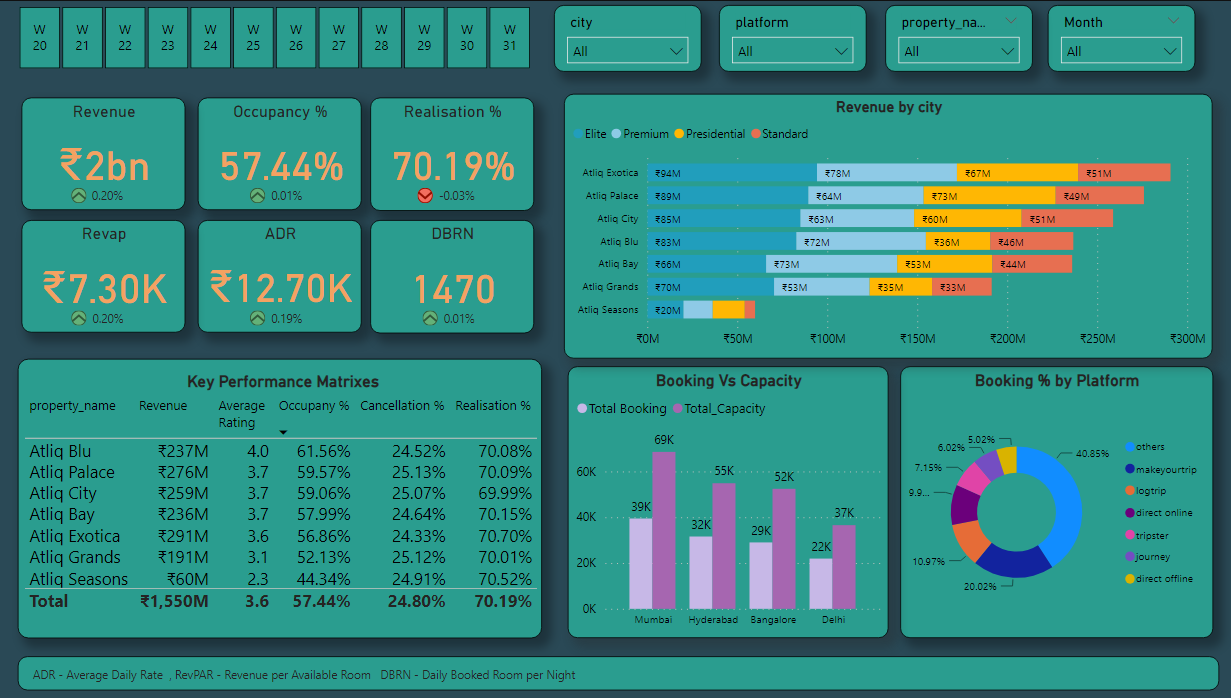 W 20 W 21 W 22 W 23 W 24 W 25 W 26 W 27 W 28 W 29 W 30 W 31
city
All
platform
All
property_na...
All
Month
All
Revenue
₹2bn
0.20%
Occupancy %
57.44%
0.01%
Realisation %
70.19%
-0.03%
Revap
₹7.30K
0.20%
ADR
₹12.70K
0.19%
DBRN
1470
0.01%
Revenue by city
Elite Premium Presidential Standard
Atliq Exotica ₹94M ₹78M ₹67M ₹51M
Atliq Palace ₹89M ₹64M ₹73M ₹49M
Atliq City ₹85M ₹63M ₹60M ₹51M
Atliq Blu ₹83M ₹72M ₹36M ₹46M
Atliq Bay ₹66M ₹73M ₹53M ₹44M
Atliq Grands ₹70M ₹53M ₹35M ₹33M
Atliq Seasons ₹20M
₹0M ₹50M ₹100M ₹150M ₹200M ₹250M ₹300M
Key Performance Matrixes
property_name Revenue Average Rating Occupany % Cancellation % Realisation %
Atliq Blu ₹237M 4.0 61.56% 24.52% 70.08%
Atliq Palace ₹276M 3.7 59.57% 25.13% 70.09%
Atliq City ₹259M 3.7 59.06% 25.07% 69.99%
Atliq Bay ₹236M 3.7 57.99% 24.64% 70.15%
Atliq Exotica ₹291M 3.6 56.86% 24.33% 70.70%
Atliq Grands ₹191M 3.1 52.13% 25.12% 70.01%
Atliq Seasons ₹60M 2.3 44.34% 24.91% 70.52%
Total ₹1,550M 3.6 57.44% 24.80% 70.19%
Booking Vs Capacity
Total Booking Total_Capacity
60K
40K
20K
0K
39K 69K
32K 55K
29K 52K
22K 37K
Mumbai Hyderabad Bangalore Delhi
Booking % by Platform
40.85%
20.02%
10.97%
9.9...
7.15%
6.02%
5.02%
others
makeyourtrip
logtrip
direct online
tripster
journey
direct offline
ADR - Average Daily Rate , RevPAR - Revenue per Available Room DBRN - Daily Booked Room per Night